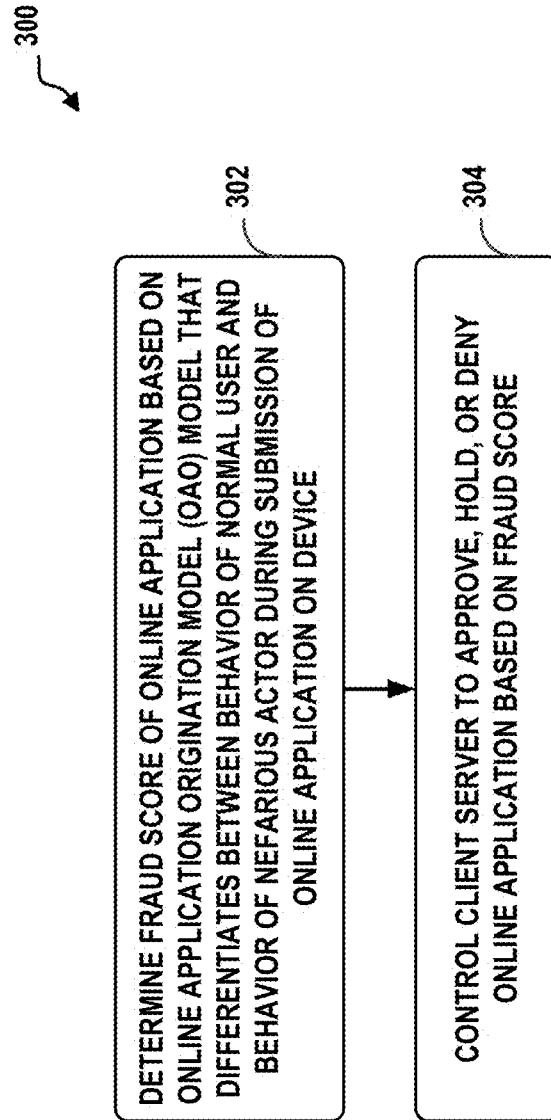 300
DETERMINE FRAUD SCORE OF ONLINE APPLICATION BASED ON
ONLINE APPLICATION ORIGINATION MODEL (OAO) MODEL THAT
DIFFERENTIATES BETWEEN BEHAVIOR OF NORMAL USER AND
BEHAVIOR OF NEFARIOUS ACTOR DURING SUBMISSION OF
ONLINE APPLICATION ON DEVICE
302
CONTROL CLIENT SERVER TO APPROVE, HOLD, OR DENY
ONLINE APPLICATION BASED ON FRAUD SCORE
304